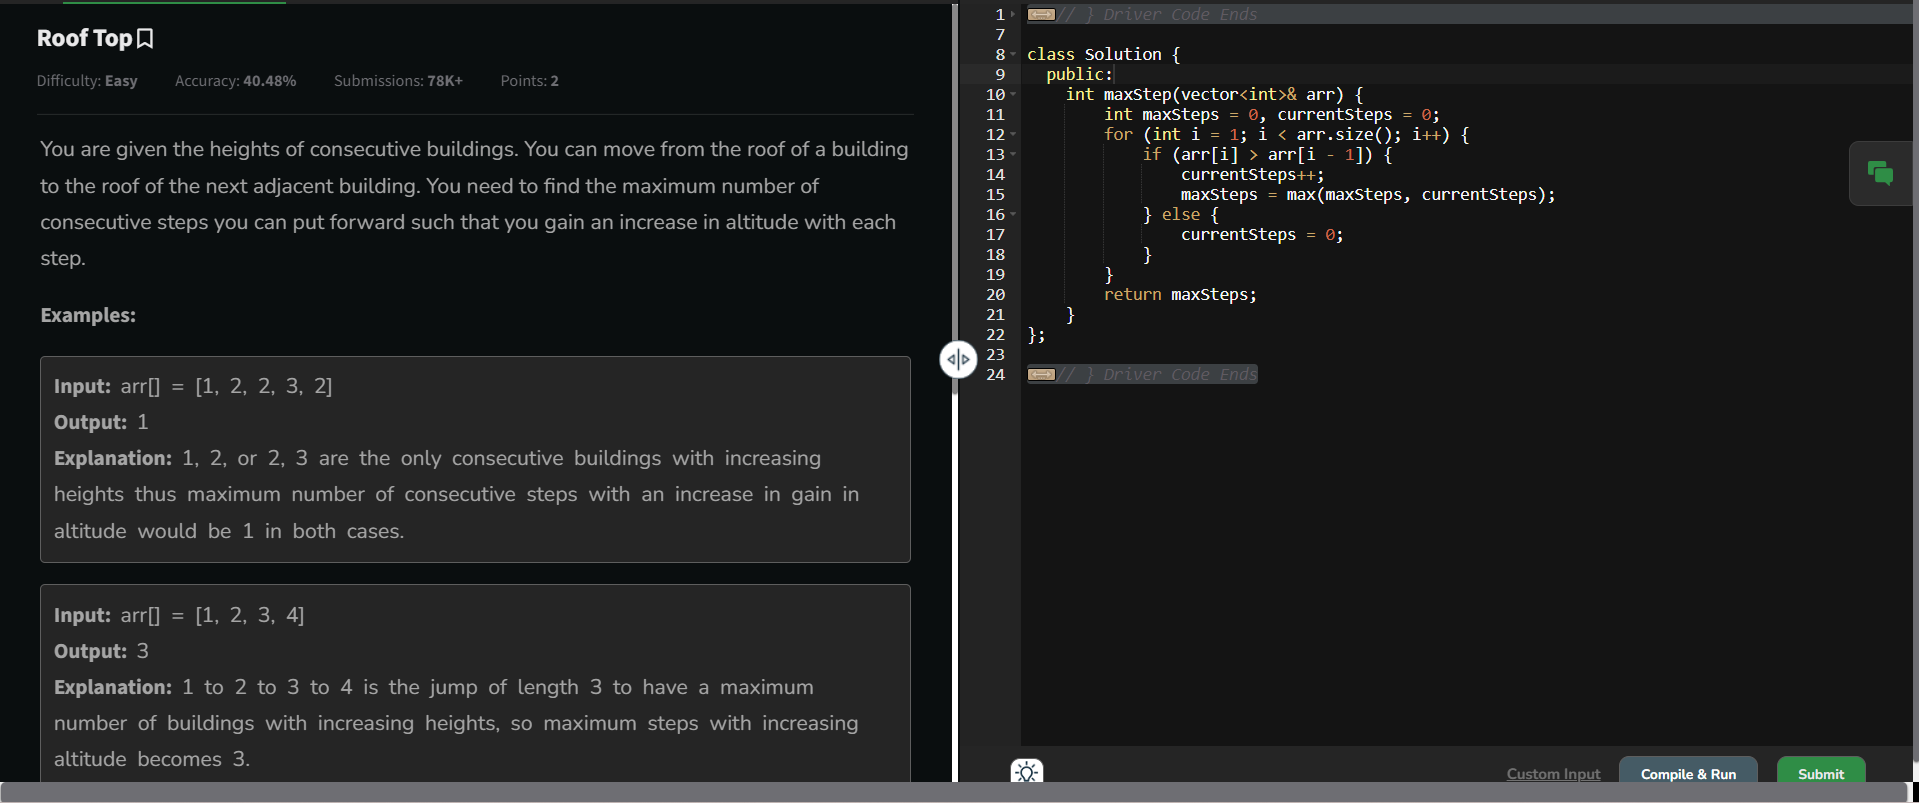 Roof Top
Difficulty: Easy Accuracy: 40.48% Submissions: 78K+ Points: 2
You are given the heights of consecutive buildings. You can move from the roof of a building
to the roof of the next adjacent building. You need to find the maximum number of
consecutive steps you can put forward such that you gain an increase in altitude with each
step.
Examples:
Input: arr[] = [1, 2, 2, 3, 2]
Output: 1
Explanation: 1, 2, or 2, 3 are the only consecutive buildings with increasing
heights thus maximum number of consecutive steps with an increase in gain in
altitude would be 1 in both cases.
Input: arr[] = [1, 2, 3, 4]
Output: 3
Explanation: 1 to 2 to 3 to 4 is the jump of length 3 to have a maximum
number of buildings with increasing heights, so maximum steps with increasing
altitude becomes 3.
1 // } Driver Code Ends
7
8 class Solution {
9   public:
10     int maxStep(vector<int>& arr) {
11         int maxSteps = 0, currentSteps = 0;
12         for (int i = 1; i < arr.size(); i++) {
13             if (arr[i] > arr[i - 1]) {
14                 currentSteps++;
15                 maxSteps = max(maxSteps, currentSteps);
16             } else {
17                 currentSteps = 0;
18             }
19         }
20         return maxSteps;
21     }
22 };
23
24 // } Driver Code Ends
Custom Input Compile & Run Submit